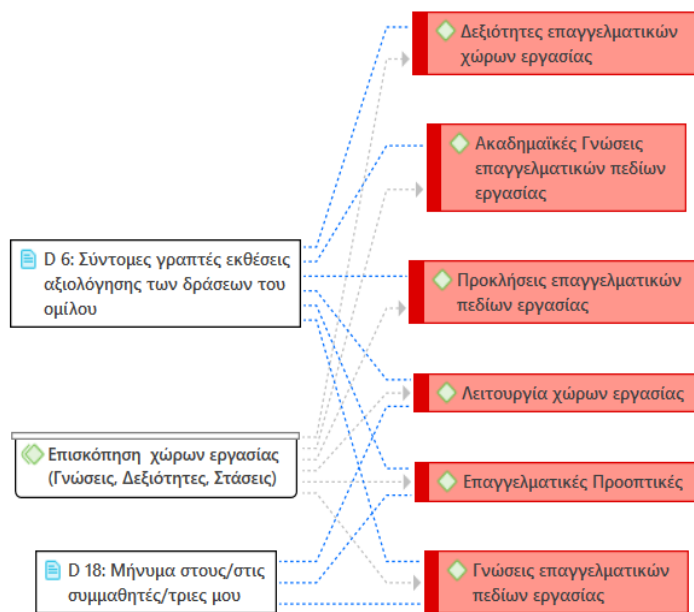 Δεξιότητες επαγγελματικών
χώρων εργασίας
Ακαδημαϊκές Γνώσεις
επαγγελματικών πεδίων
εργασίας
D 6: Σύντομες γραπτές εκθέσεις
αξιολόγησης των δράσεων του
ομίλου
Προκλήσεις επαγγελματικών
πεδίων εργασίας
Λειτουργία χώρων εργασίας
Επισκόπηση χώρων εργασίας
(Γνώσεις, Δεξιότητες, Στάσεις)
Επαγγελματικές Προοπτικές
D 18: Μήνυμα στους/στις
συμμαθητές/τριες μου
Γνώσεις επαγγελματικών
πεδίων εργασίας